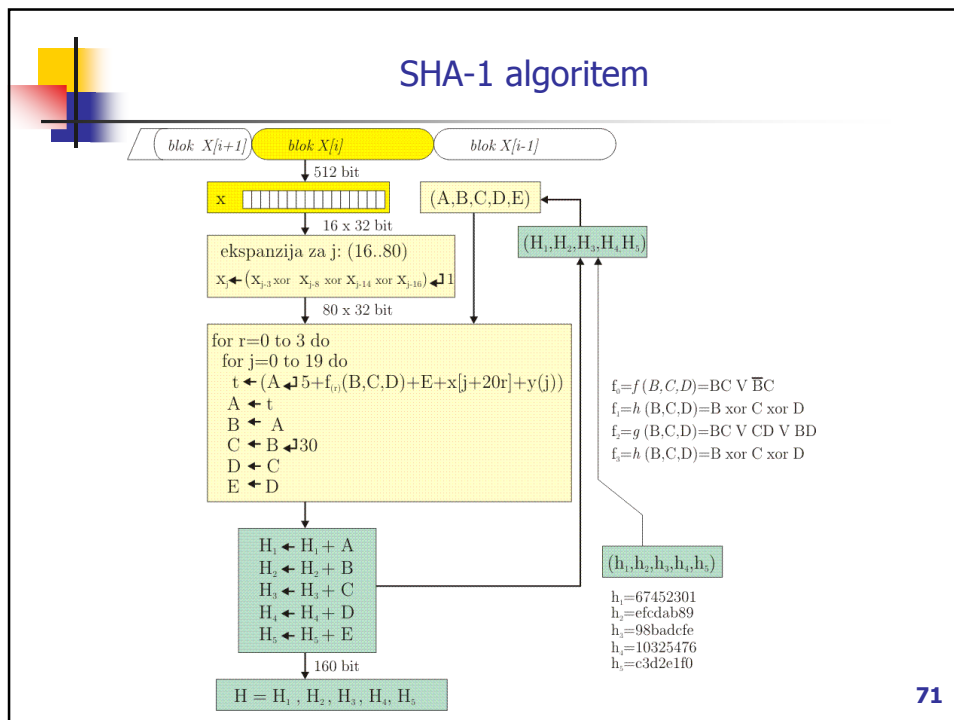 SHA-1 algoritem
blok X[i+1]
blok X[i]
blok X[i-1]
512 bit
x
(A,B,C,D,E)
16 x 32 bit
(H₁,H₂,H₃,H₄,H₅)
ekspanzija za j: (16..80)
xⱼ←(xⱼ₋₃ xor xⱼ₋₈ xor xⱼ₋₁₄ xor xⱼ₋₁₆)↲1
80 x 32 bit
for r=0 to 3 do
for j=0 to 19 do
t ← (A↲5+f₍ₜ₎(B,C,D)+E+x[j+20r]+y(j))
A ← t
B ← A
C ← B↲30
D ← C
E ← D
f₀=f (B,C,D)=BC V B̅C
f₁=h (B,C,D)=B xor C xor D
f₂=g (B,C,D)=BC V CD V BD
f₃=h (B,C,D)=B xor C xor D
H₁ ← H₁ + A
H₂ ← H₂ + B
H₃ ← H₃ + C
H₄ ← H₄ + D
H₅ ← H₅ + E
(h₁,h₂,h₃,h₄,h₅)
h₁=67452301
h₂=efcdab89
h₃=98badcfe
h₄=10325476
h₅=c3d2e1f0
160 bit
H = H₁ , H₂ , H₃ , H₄, H₅
71